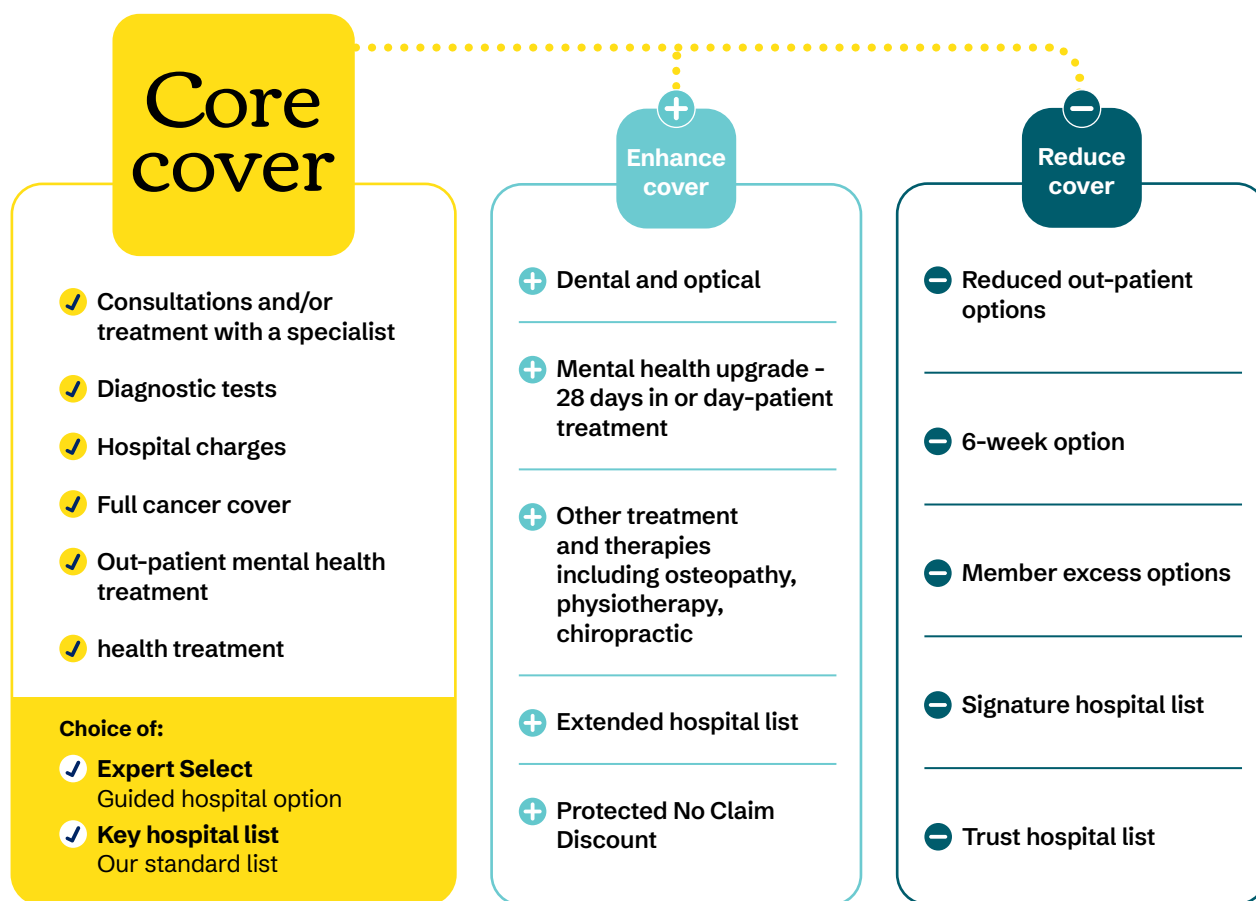 Core
cover
Consultations and/or
treatment with a specialist
Diagnostic tests
Hospital charges
Full cancer cover
Out-patient mental health
treatment
health treatment
Choice of:
Expert Select
Guided hospital option
Key hospital list
Our standard list
Enhance
cover
Dental and optical
Mental health upgrade -
28 days in or day-patient
treatment
Other treatment
and therapies
including osteopathy,
physiotherapy,
chiropractic
Extended hospital list
Protected No Claim
Discount
Reduce
cover
Reduced out-patient
options
6-week option
Member excess options
Signature hospital list
Trust hospital list